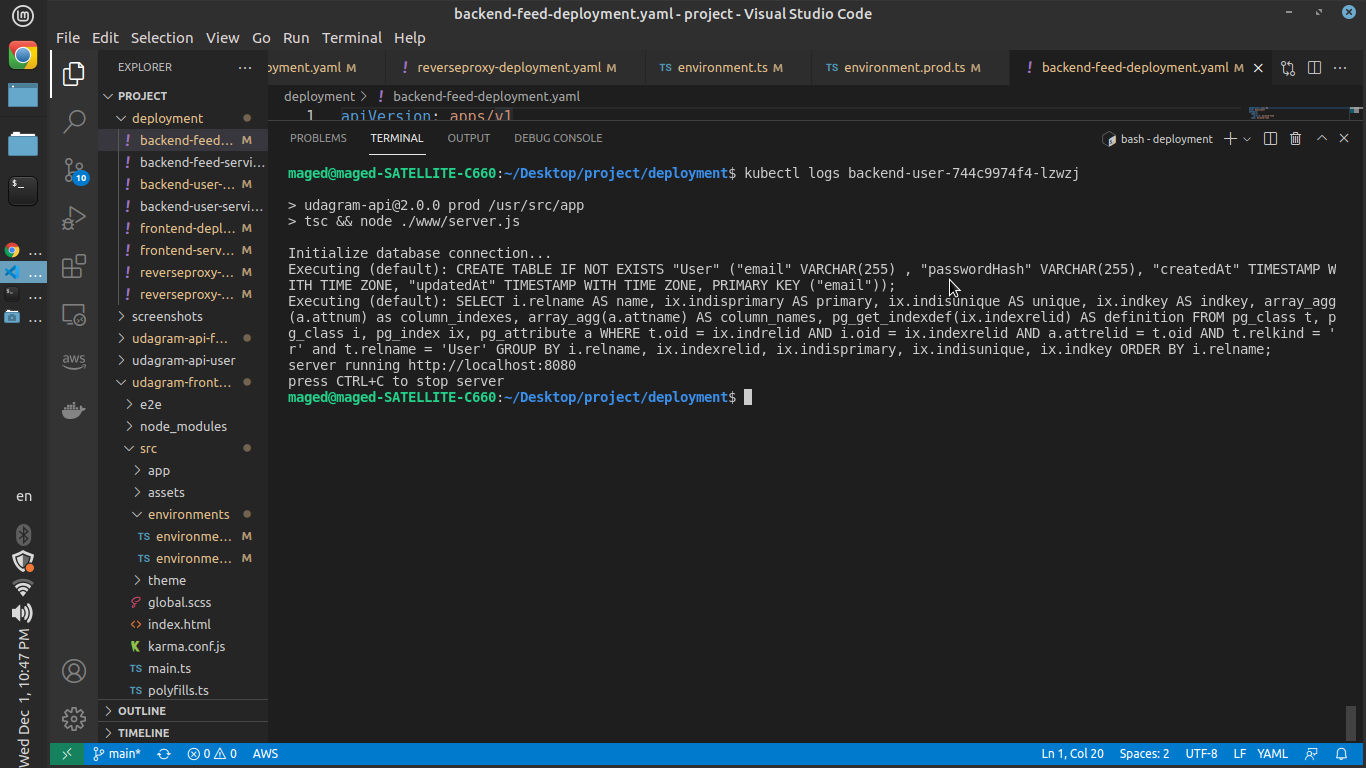 backend-feed-deployment.yaml - project - Visual Studio Code
File Edit Selection View Go Run Terminal Help
EXPLORER
oyment.yaml M
! reverseproxy-deployment.yaml M
TS environment.ts M
TS environment.prod.ts M
! backend-feed-deployment.yaml M
PROJECT
deployment
! backend-feed... M
! backend-feed-servi...
! backend-user-... M
! backend-user-servi...
! frontend-depl... M
! frontend-serv... M
! reverseproxy-... M
! reverseproxy-... M
screenshots
udagram-api-f...
udagram-api-user
udagram-front...
e2e
node_modules
src
app
assets
environments
TS environme... M
TS environme... M
theme
global.scss
<> index.html
karma.conf.js
TS main.ts
TS polyfills.ts
OUTLINE
TIMELINE
deployment > ! backend-feed-deployment.yaml
1 apiVersion: apps/v1
PROBLEMS TERMINAL OUTPUT DEBUG CONSOLE
bash - deployment
maged@maged-SATELLITE-C660:~/Desktop/project/deployment$ kubectl logs backend-user-744c9974f4-lzwzj
> udagram-api@2.0.0 prod /usr/src/app
> tsc && node ./www/server.js
Initialize database connection...
Executing (default): CREATE TABLE IF NOT EXISTS "User" ("email" VARCHAR(255) , "passwordHash" VARCHAR(255), "createdAt" TIMESTAMP W
ITH TIME ZONE, "updatedAt" TIMESTAMP WITH TIME ZONE, PRIMARY KEY ("email"));
Executing (default): SELECT i.relname AS name, ix.indisprimary AS primary, ix.indisunique AS unique, ix.indkey AS indkey, array_agg
(a.attnum) as column_indexes, array_agg(a.attname) AS column_names, pg_get_indexdef(ix.indexrelid) AS definition FROM pg_class t, p
g_class i, pg_index ix, pg_attribute a WHERE t.oid = ix.indrelid AND i.oid = ix.indexrelid AND a.attrelid = t.oid AND t.relkind = '
r' and t.relname = 'User' GROUP BY i.relname, ix.indexrelid, ix.indisprimary, ix.indisunique, ix.indkey ORDER BY i.relname;
server running http://localhost:8080
press CTRL+C to stop server
maged@maged-SATELLITE-C660:~/Desktop/project/deployment$
10
aws
en
Wed Dec 1, 10:47 PM
main*
0 0
AWS
Ln 1, Col 20
Spaces: 2
UTF-8
LF
YAML